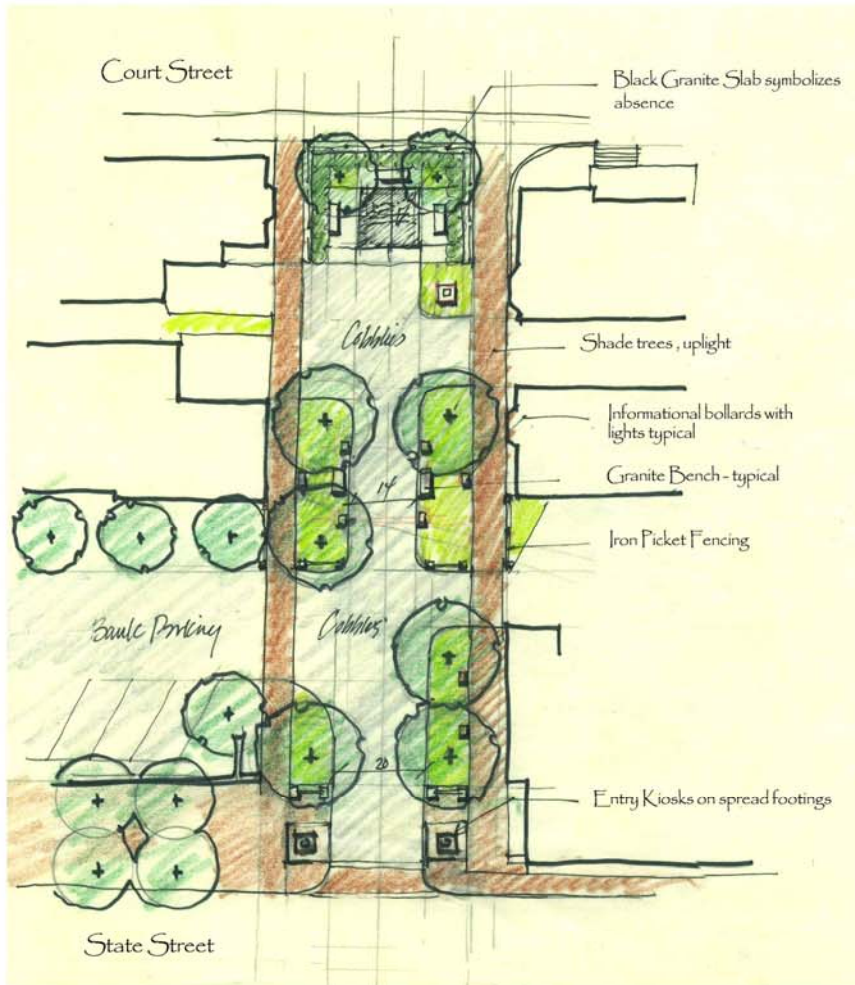 Court Street
Black Granite Slab symbolizes
absence
Cobbles
Shade trees , uplight
Informational bollards with
lights typical
Granite Bench - typical
14
Iron Picket Fencing
Bank Parking
Cobbles
20
Entry Kiosks on spread footings
State Street